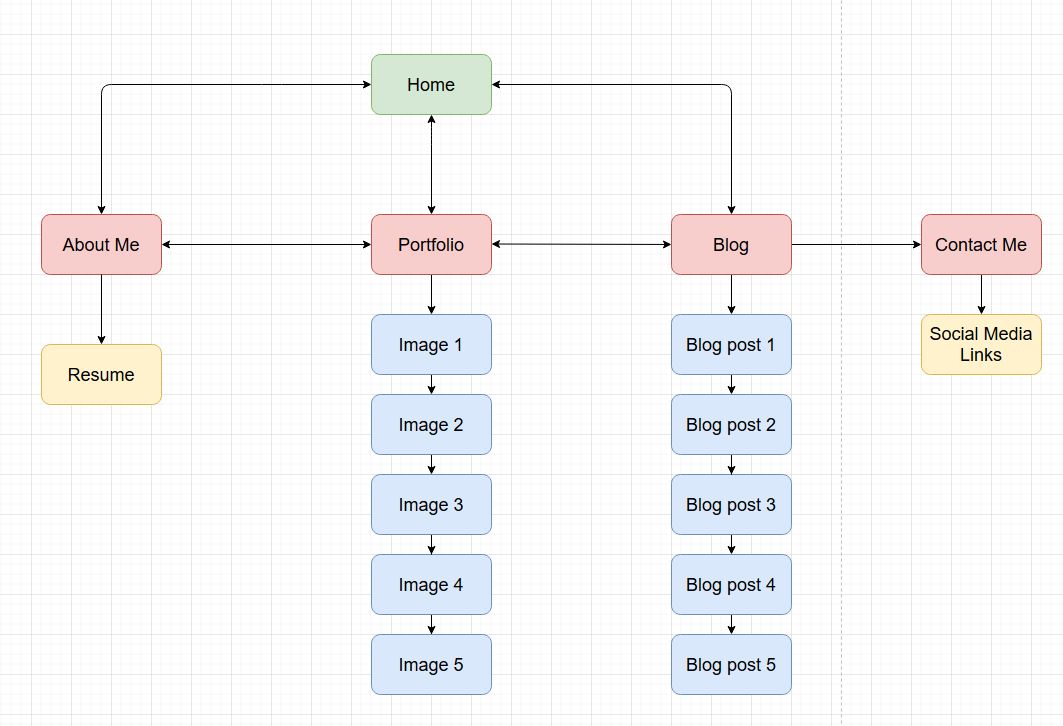 Home
About Me
Portfolio
Blog
Contact Me
Resume
Image 1
Image 2
Image 3
Image 4
Image 5
Blog post 1
Blog post 2
Blog post 3
Blog post 4
Blog post 5
Social Media
Links